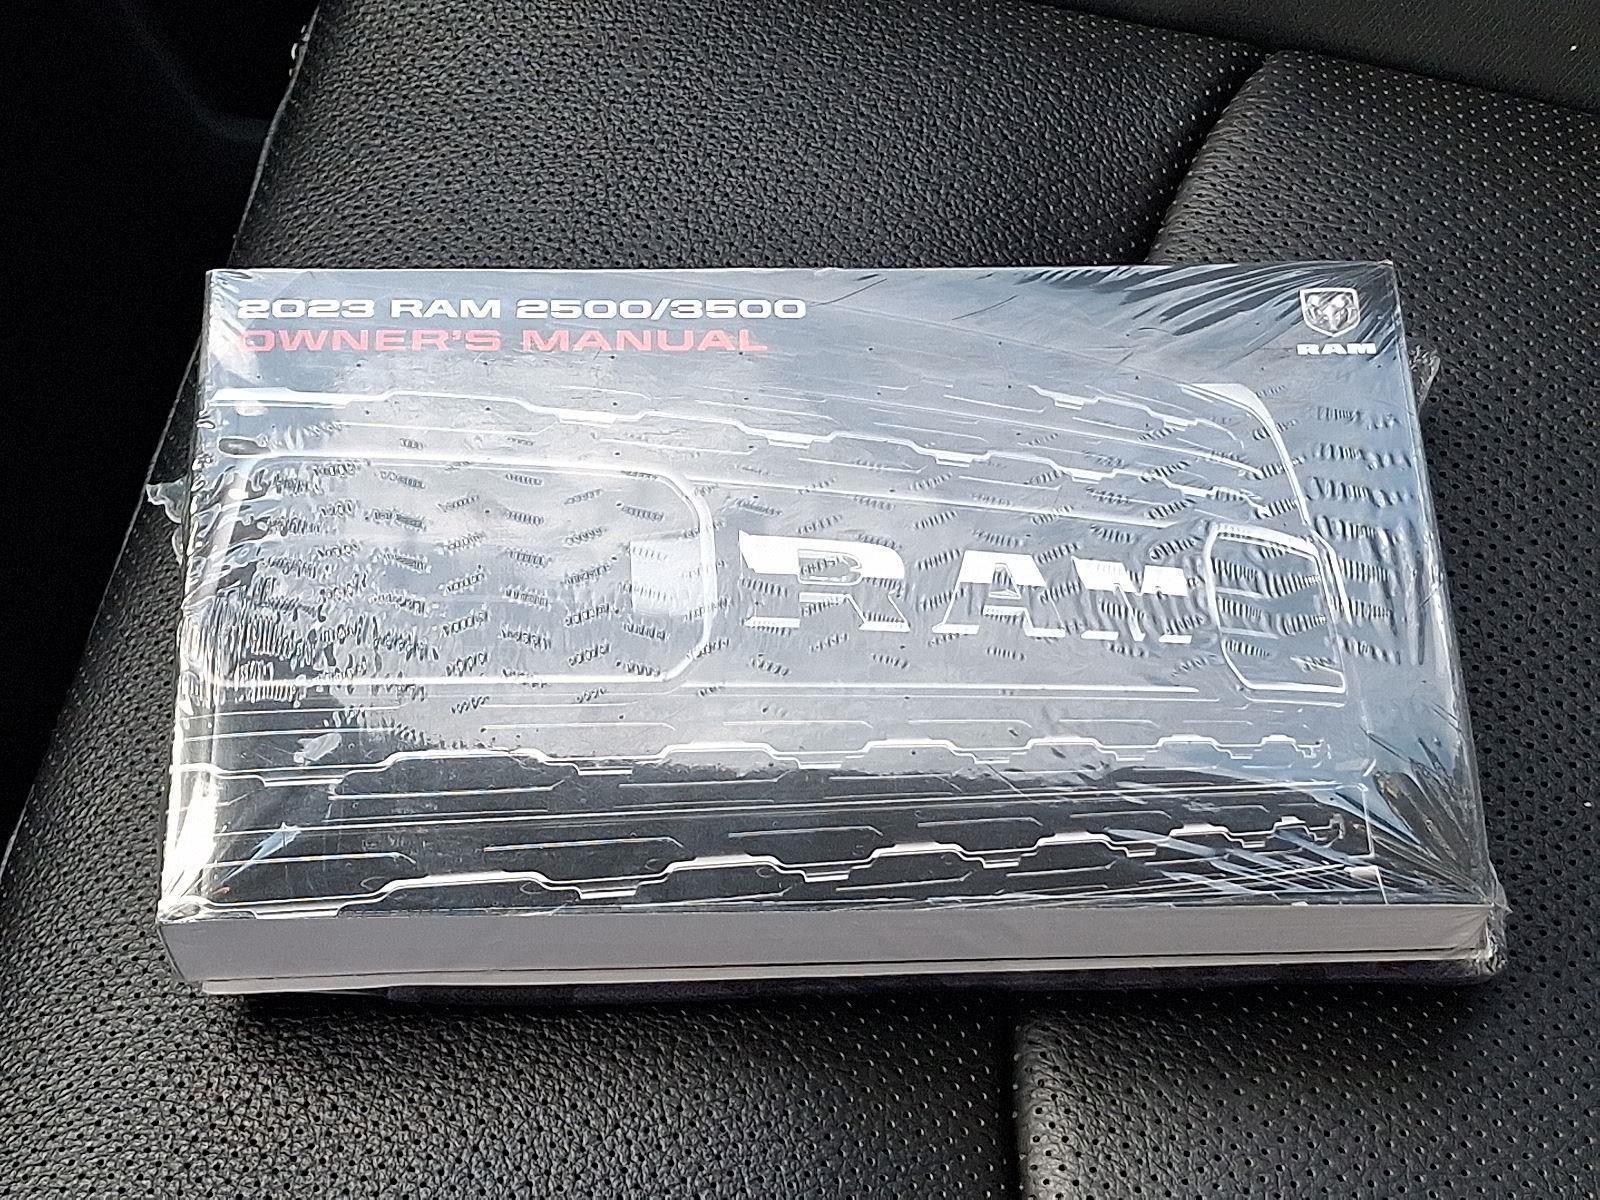 2023 RAM 2500/3500
OWNER'S MANUAL
RAM
RAM